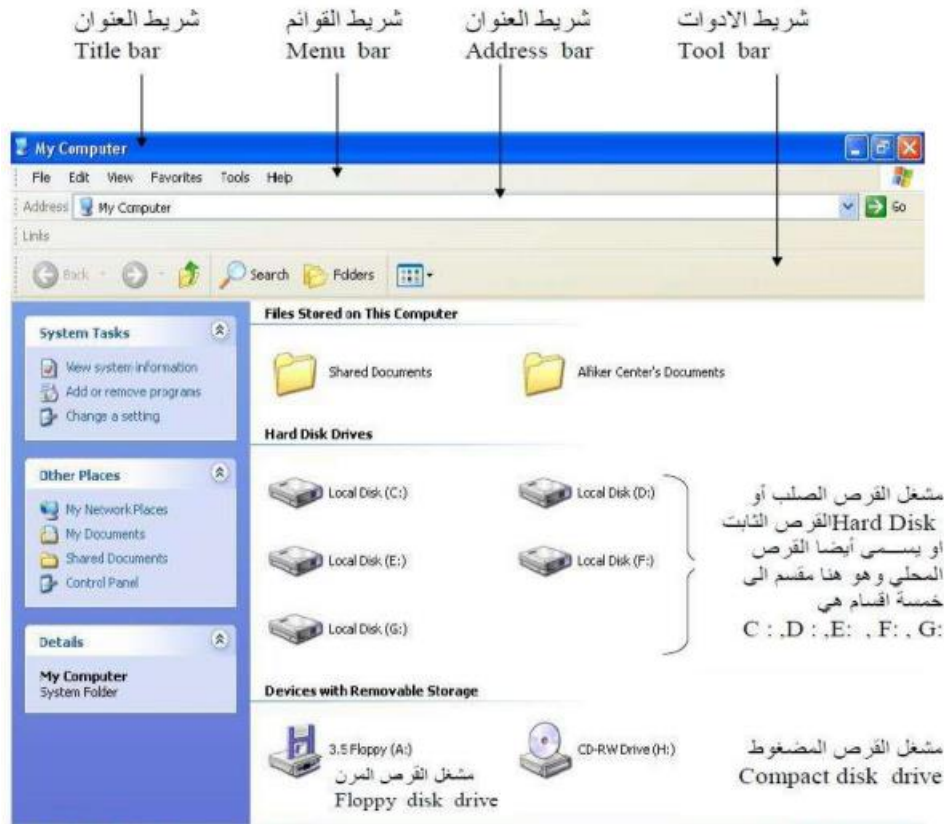 شريط العنوان
Title bar
شريط القوائم
Menu bar
شريط العنوان
Address bar
شريط الادوات
Tool bar
My Computer
File Edit View Favorites Tools Help
Address My Computer Go
Links
Back Search Folders
System Tasks
View system information
Add or remove programs
Change a setting
Other Places
My Network Places
My Documents
Shared Documents
Control Panel
Details
My Computer
System Folder
Files Stored on This Computer
Shared Documents
Alfiker Center's Documents
Hard Disk Drives
Local Disk (C:)
Local Disk (D:)
Local Disk (E:)
Local Disk (F:)
Local Disk (G:)
مشغل القرص الصلب أو
Hard Disk القرص الثابت
او يســمى أيضا القرص
المحلي و هو هنا مقسم الى
خمسة اقسام هي
C : ,D : ,E: , F: , G:
Devices with Removable Storage
3.5 Floppy (A:)
مشغل القرص المرن
Floppy disk drive
CD-RW Drive (H:)
مشغل القرص المضغوط
Compact disk drive